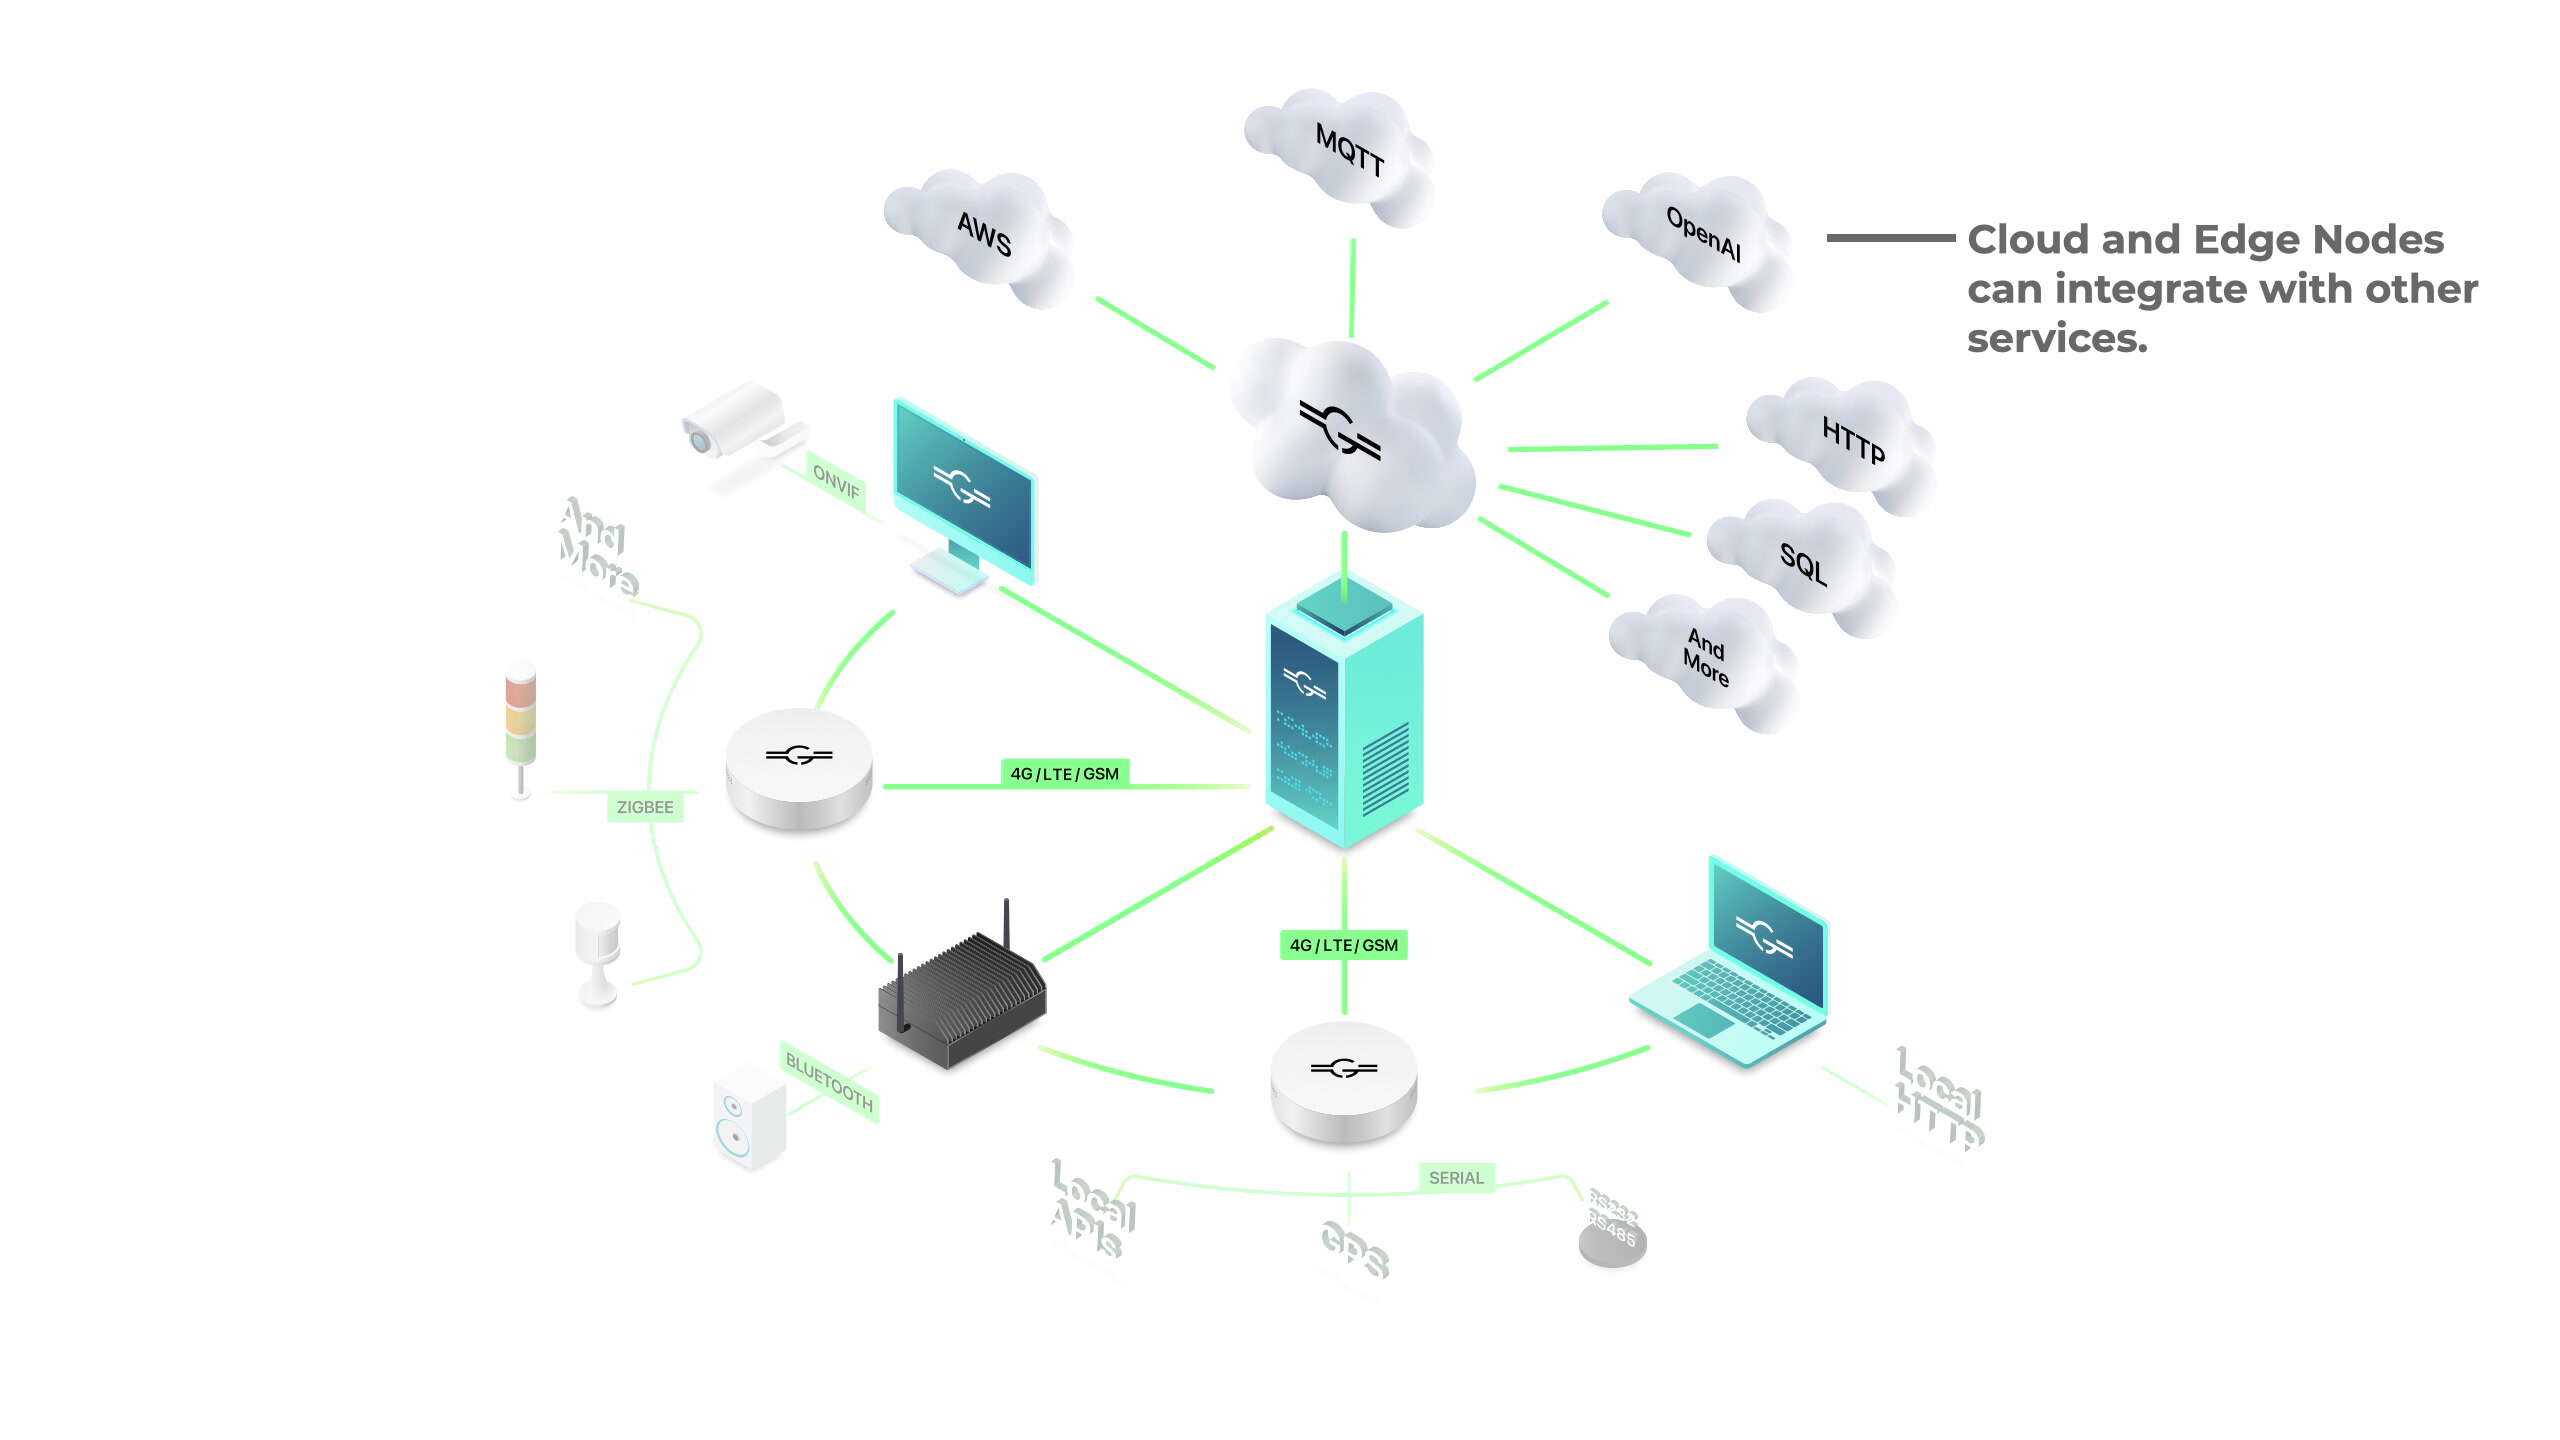 MQTT
AWS
OpenAI
Cloud and Edge Nodes
can integrate with other
services.
HTTP
ONVIF
And
More
SQL
And
More
4G / LTE / GSM
ZIGBEE
4G / LTE / GSM
BLUETOOTH
Local
HTTP
Local
APIs
SERIAL
GPS
RS232
RS485